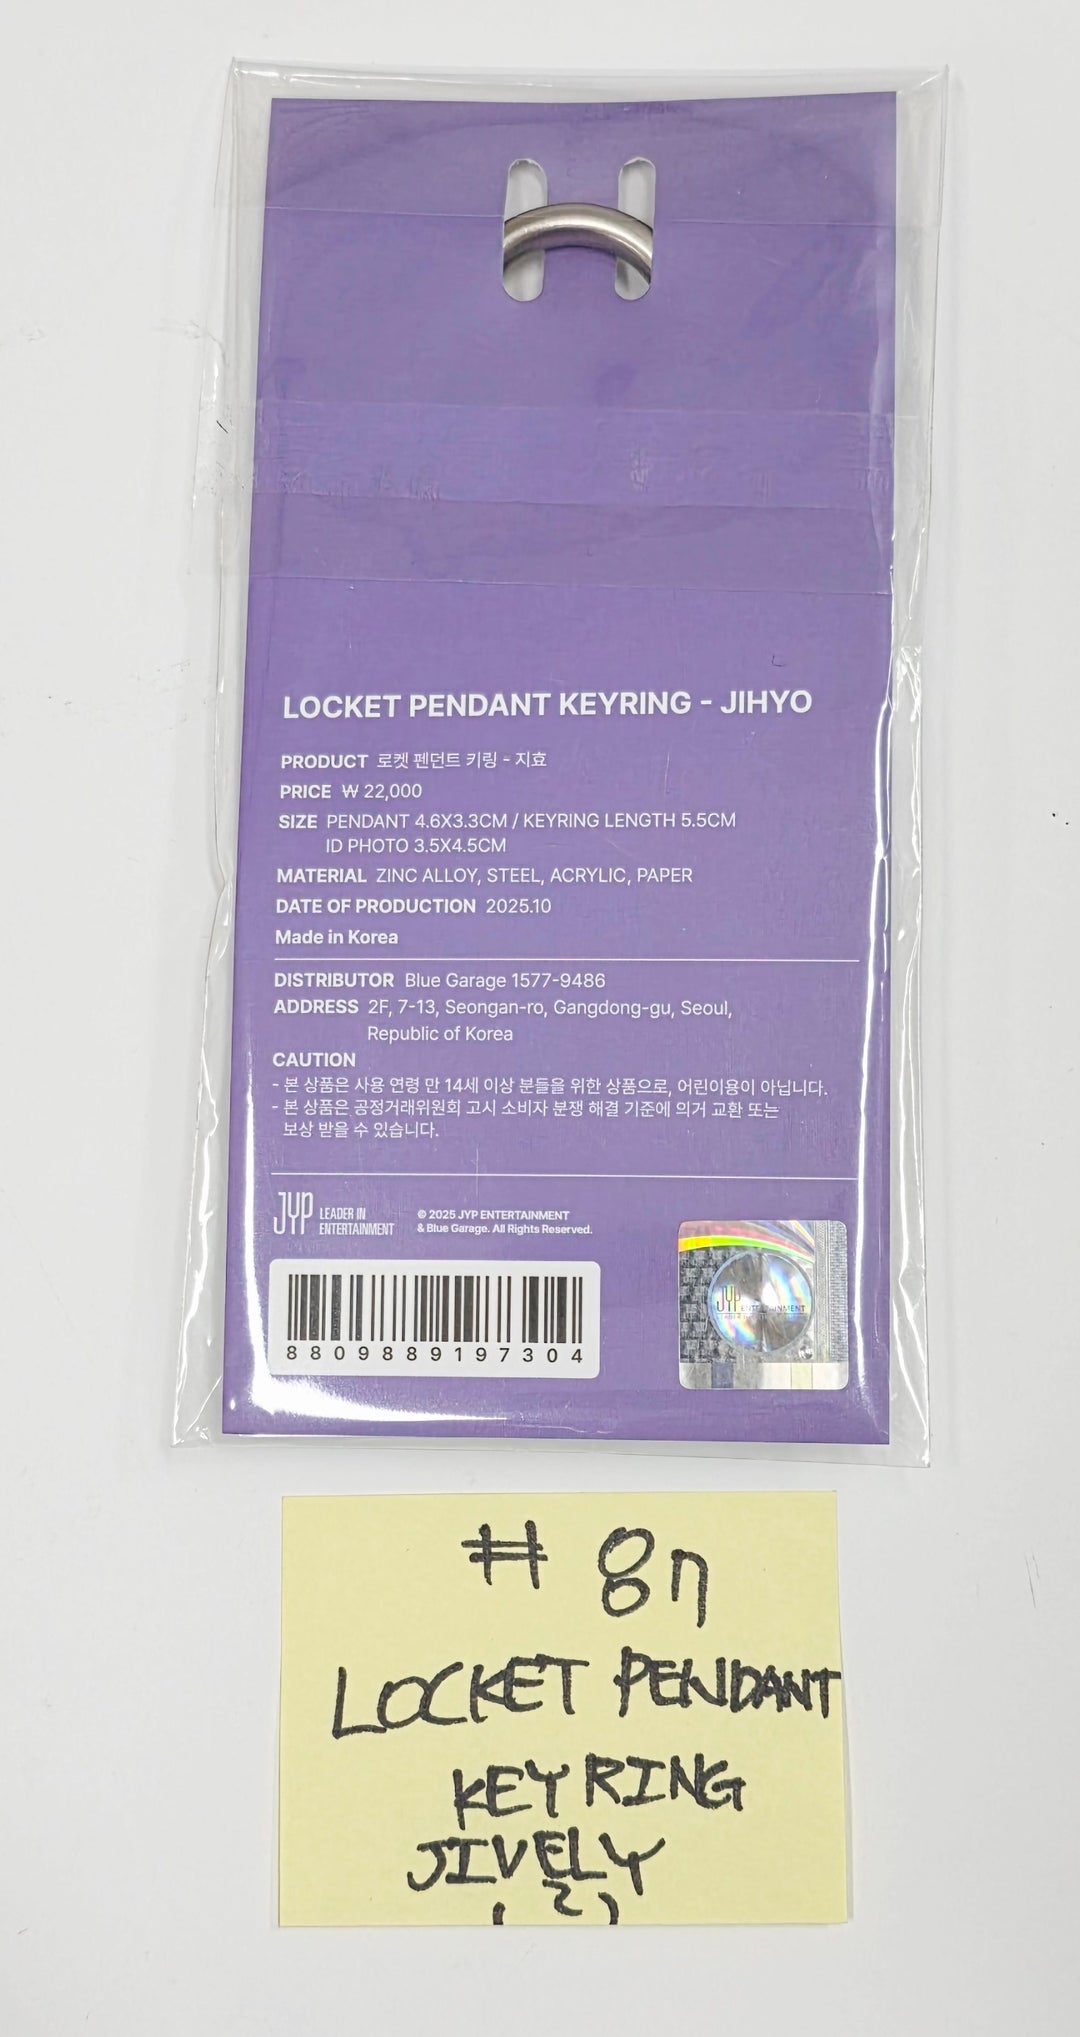 LOCKET PENDANT KEYRING - JIHYO
PRODUCT 로켓 펜던트 키링 - 지효
PRICE ₩ 22,000
SIZE PENDANT 4.6X3.3CM / KEYRING LENGTH 5.5CM
ID PHOTO 3.5X4.5CM
MATERIAL ZINC ALLOY, STEEL, ACRYLIC, PAPER
DATE OF PRODUCTION 2025.10
Made in Korea
DISTRIBUTOR Blue Garage 1577-9486
ADDRESS 2F, 7-13, Seongan-ro, Gangdong-gu, Seoul,
Republic of Korea
CAUTION
- 본 상품은 사용 연령 만 14세 이상 분들을 위한 상품으로, 어린이용이 아닙니다.
- 본 상품은 공정거래위원회 고시 소비자 분쟁 해결 기준에 의거 교환 또는
보상 받을 수 있습니다.
JYP LEADER IN
ENTERTAINMENT
© 2025 JYP ENTERTAINMENT
& Blue Garage. All Rights Reserved.
8809889197304
JYP ENTERTAINMENT
# 87
LOCKET PENDANT
KEYRING
JIVELY
(2)